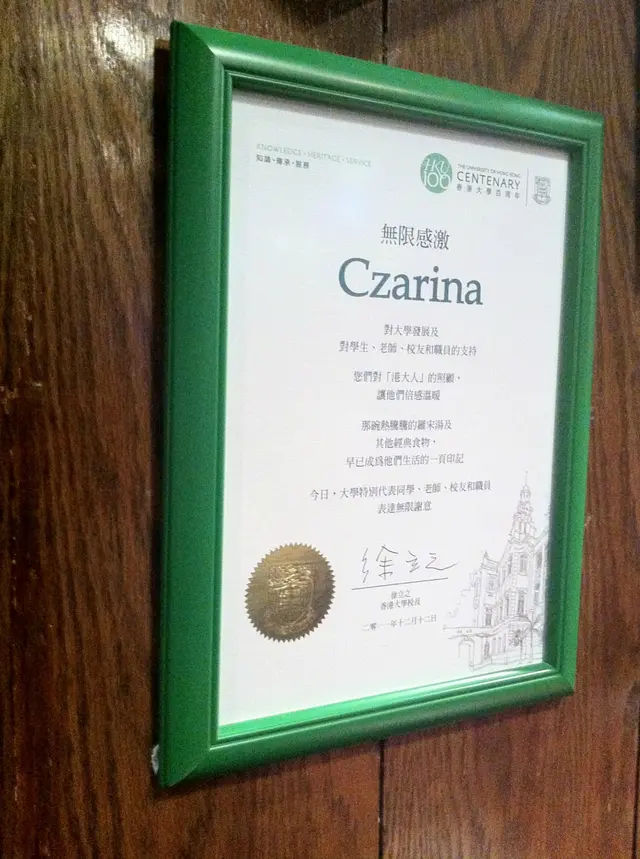 KNOWLEDGE · HERITAGE · SERVICE
知識·傳承·服務
HKU
100
THE UNIVERSITY OF HONG KONG
CENTENARY
香港大學百周年
無限感激
Czarina
對大學發展及
對學生、老師、校友和職員的支持
您們對「港大人」的照顧，
讓他們倍感溫暖
那碗熱騰騰的羅宋湯及
其他經典食物，
早已成為他們生活的一頁印記
今日，大學特別代表同學、老師、校友和職員
表達無限謝意
徐立之
徐立之
香港大學校長
二零一一年十二月十二日